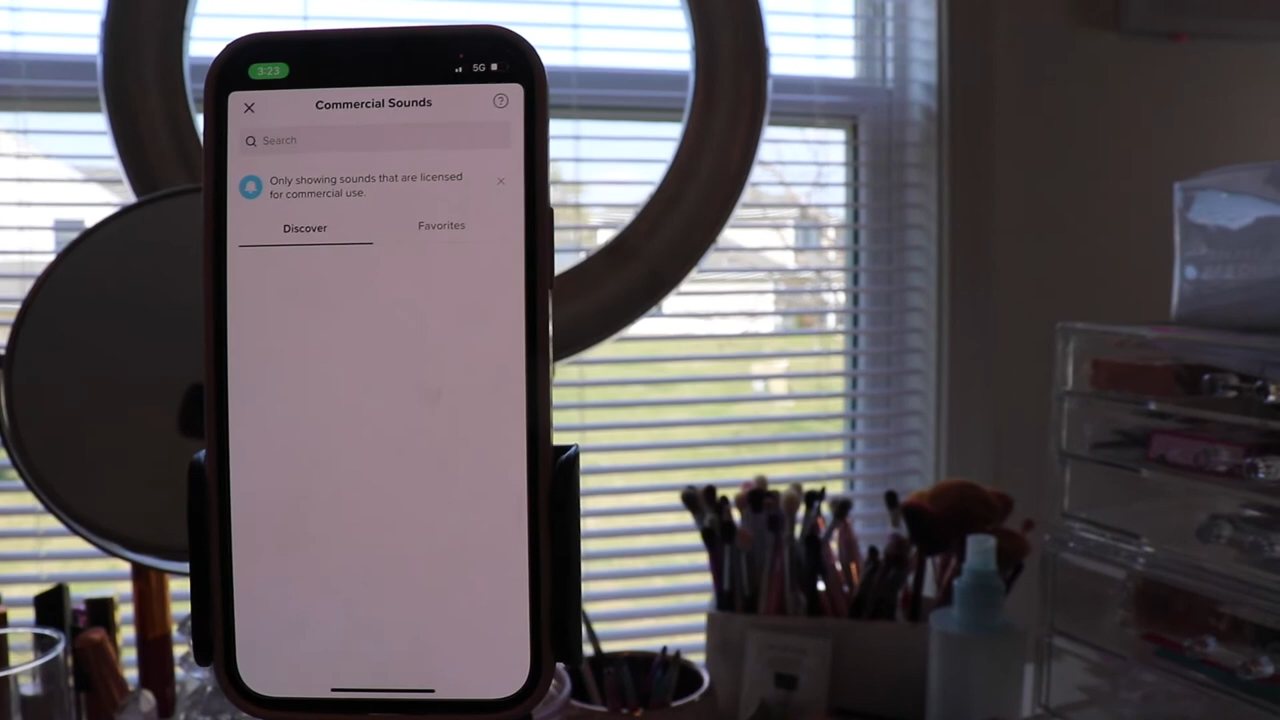 3:23
5G
Commercial Sounds
Search
Only showing sounds that are licensed
for commercial use.
Discover
Favorites